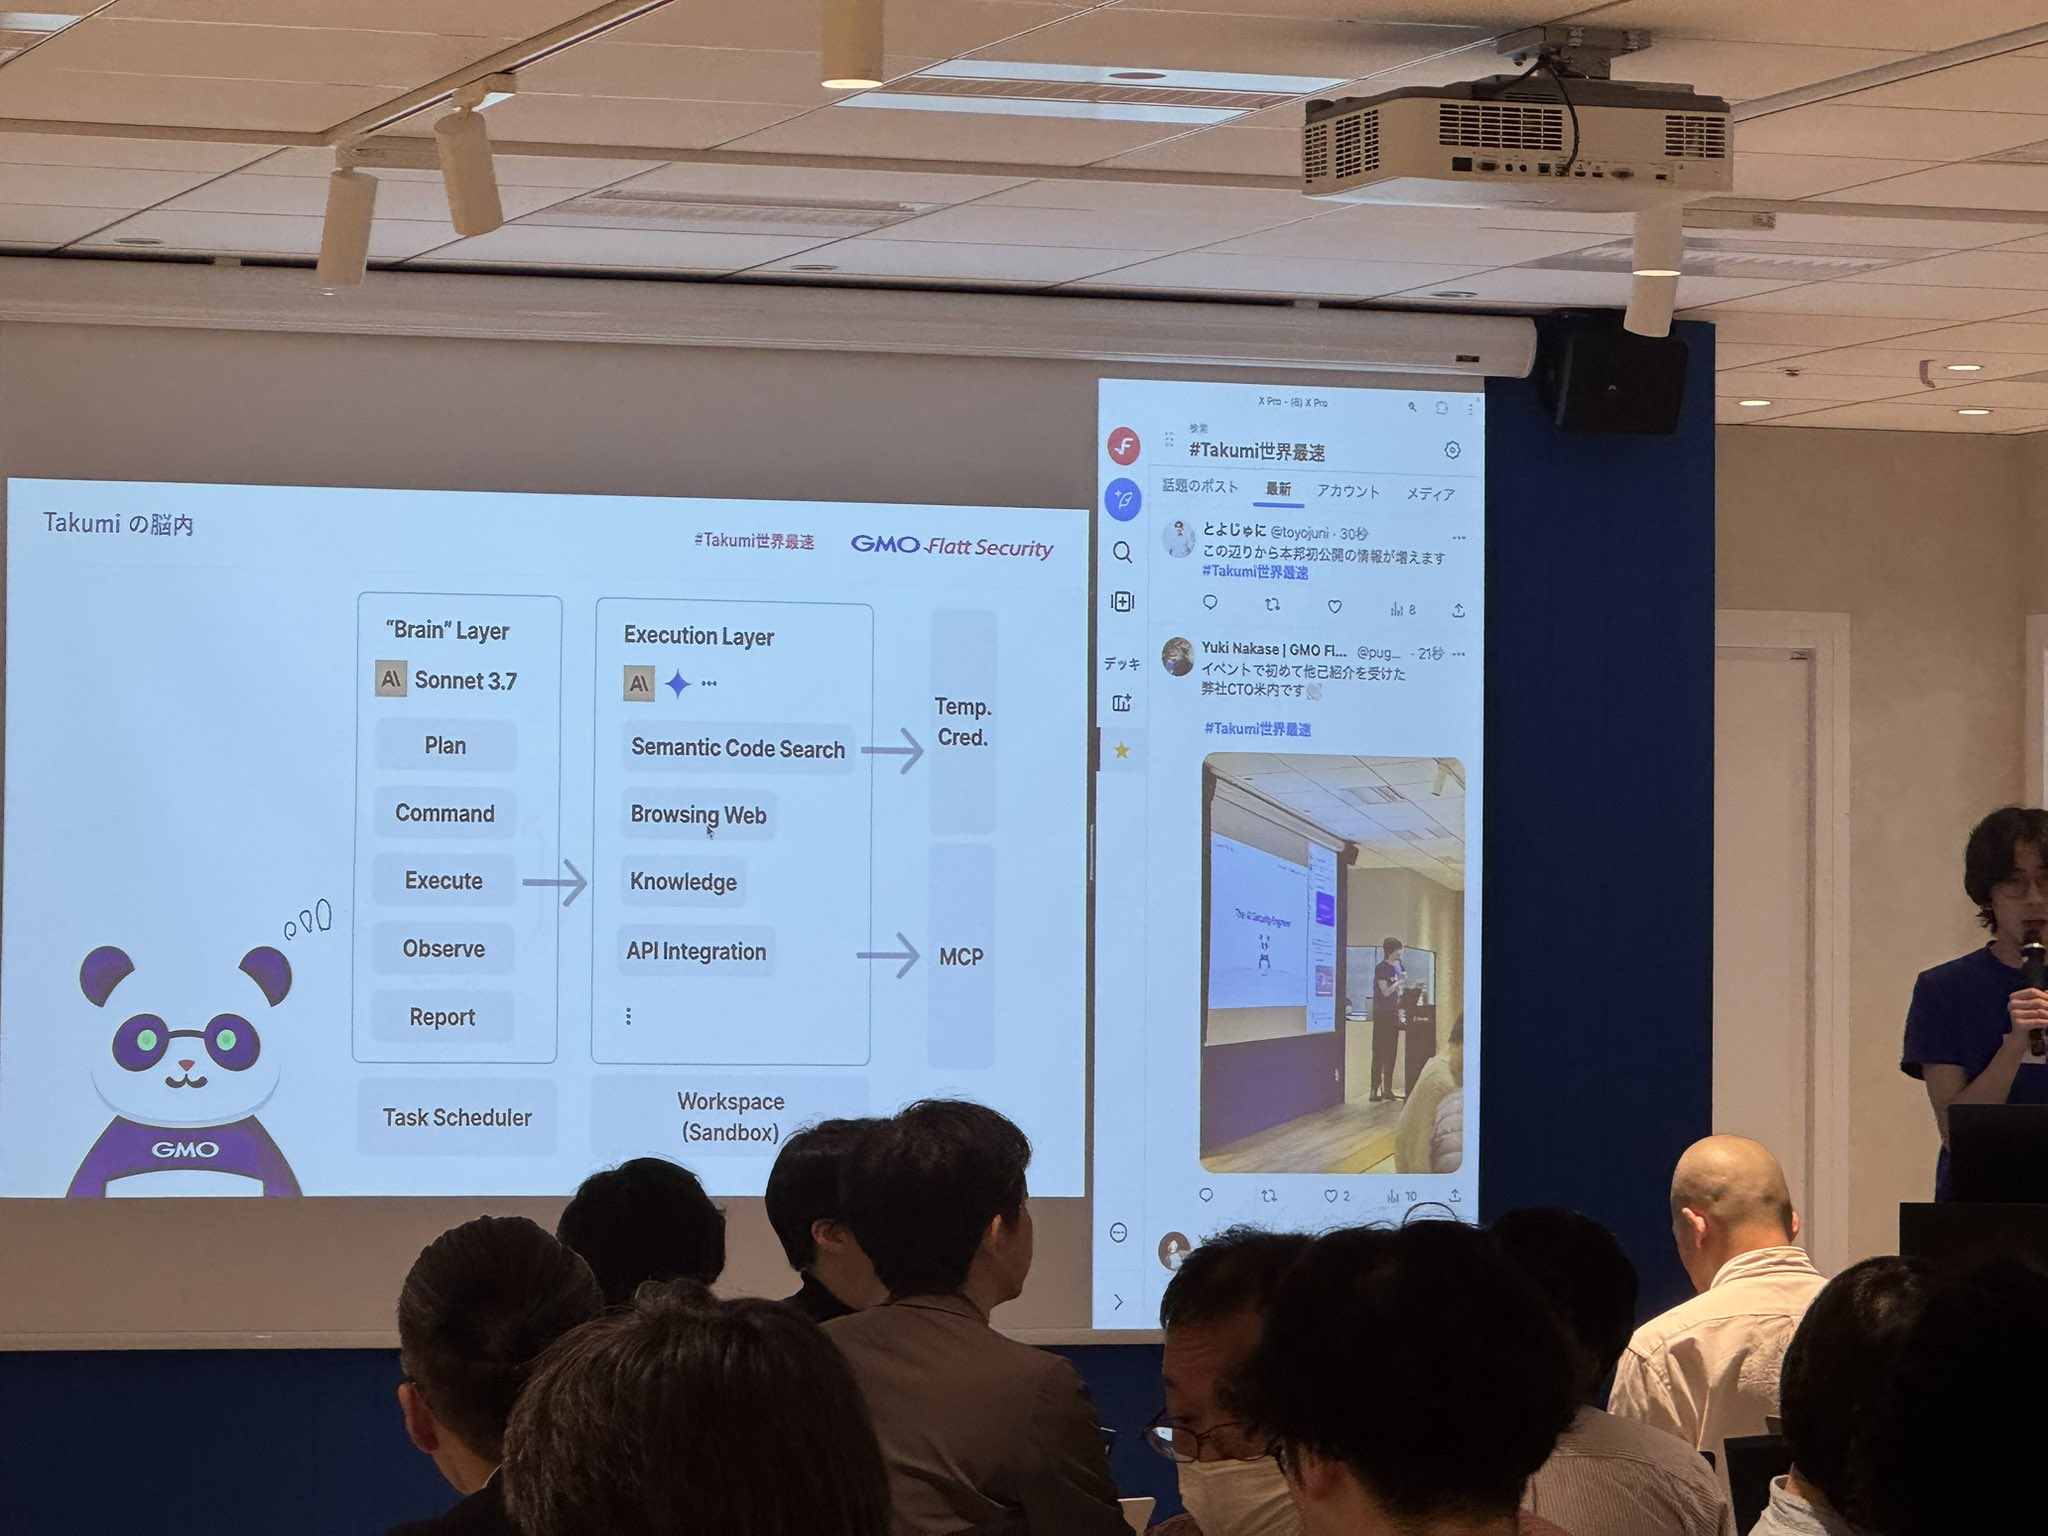 Takumi の脳内
#Takumi世界最速
GMO Flatt Security
“Brain” Layer
Sonnet 3.7
Plan
Command
Execute
Observe
Report
Task Scheduler
Execution Layer
Semantic Code Search
Browsing Web
Knowledge
API Integration
Workspace
(Sandbox)
Temp.
Cred.
MCP
GMO
X Pro - (8) X Pro
検索
#Takumi世界最速
話題のポスト 最新 アカウント メディア
とよじゅに @toyojuni · 30秒
この辺りから本邦初公開の情報が増えます
#Takumi世界最速
8
デッキ
Yuki Nakase | GMO Fl... @pug_ · 21秒
イベントで初めて他己紹介を受けた
弊社CTO米内です
#Takumi世界最速
The AI Security Engineer
2 10